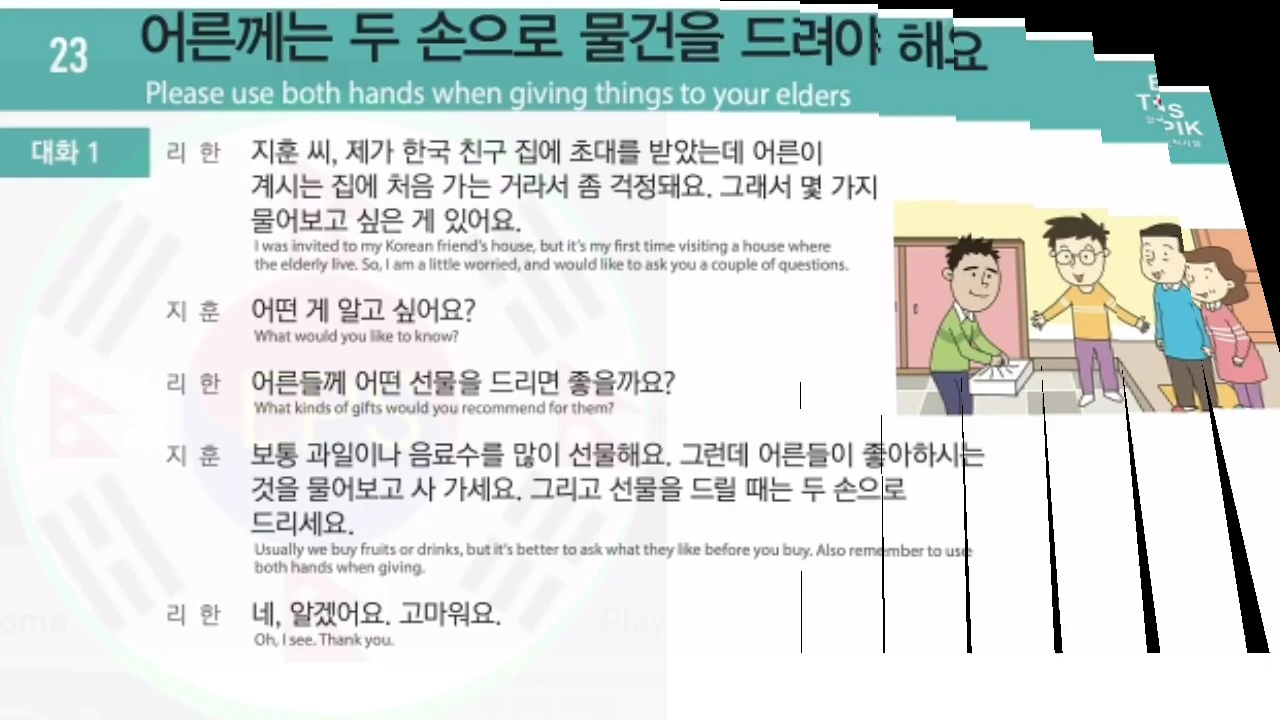 23
어른께는 두 손으로 물건을 드려야 해요
Please use both hands when giving things to your elders
대화 1
리 한 지훈 씨, 제가 한국 친구 집에 초대를 받았는데 어른이
계시는 집에 처음 가는 거라서 좀 걱정돼요. 그래서 몇 가지
물어보고 싶은 게 있어요.
I was invited to my Korean friend's house, but it's my first time visiting a house where
the elderly live. So, I am a little worried, and would like to ask you a couple of questions.
지 훈 어떤 게 알고 싶어요?
What would you like to know?
리 한 어른들께 어떤 선물을 드리면 좋을까요?
What kinds of gifts would you recommend for them?
지 훈 보통 과일이나 음료수를 많이 선물해요. 그런데 어른들이 좋아하시는
것을 물어보고 사 가세요. 그리고 선물을 드릴 때는 두 손으로
드리세요.
Usually we buy fruits or drinks, but it's better to ask what they like before you buy. Also remember to use
both hands when giving.
리 한 네, 알겠어요. 고마워요.
Oh, I see. Thank you.
EPS
Play